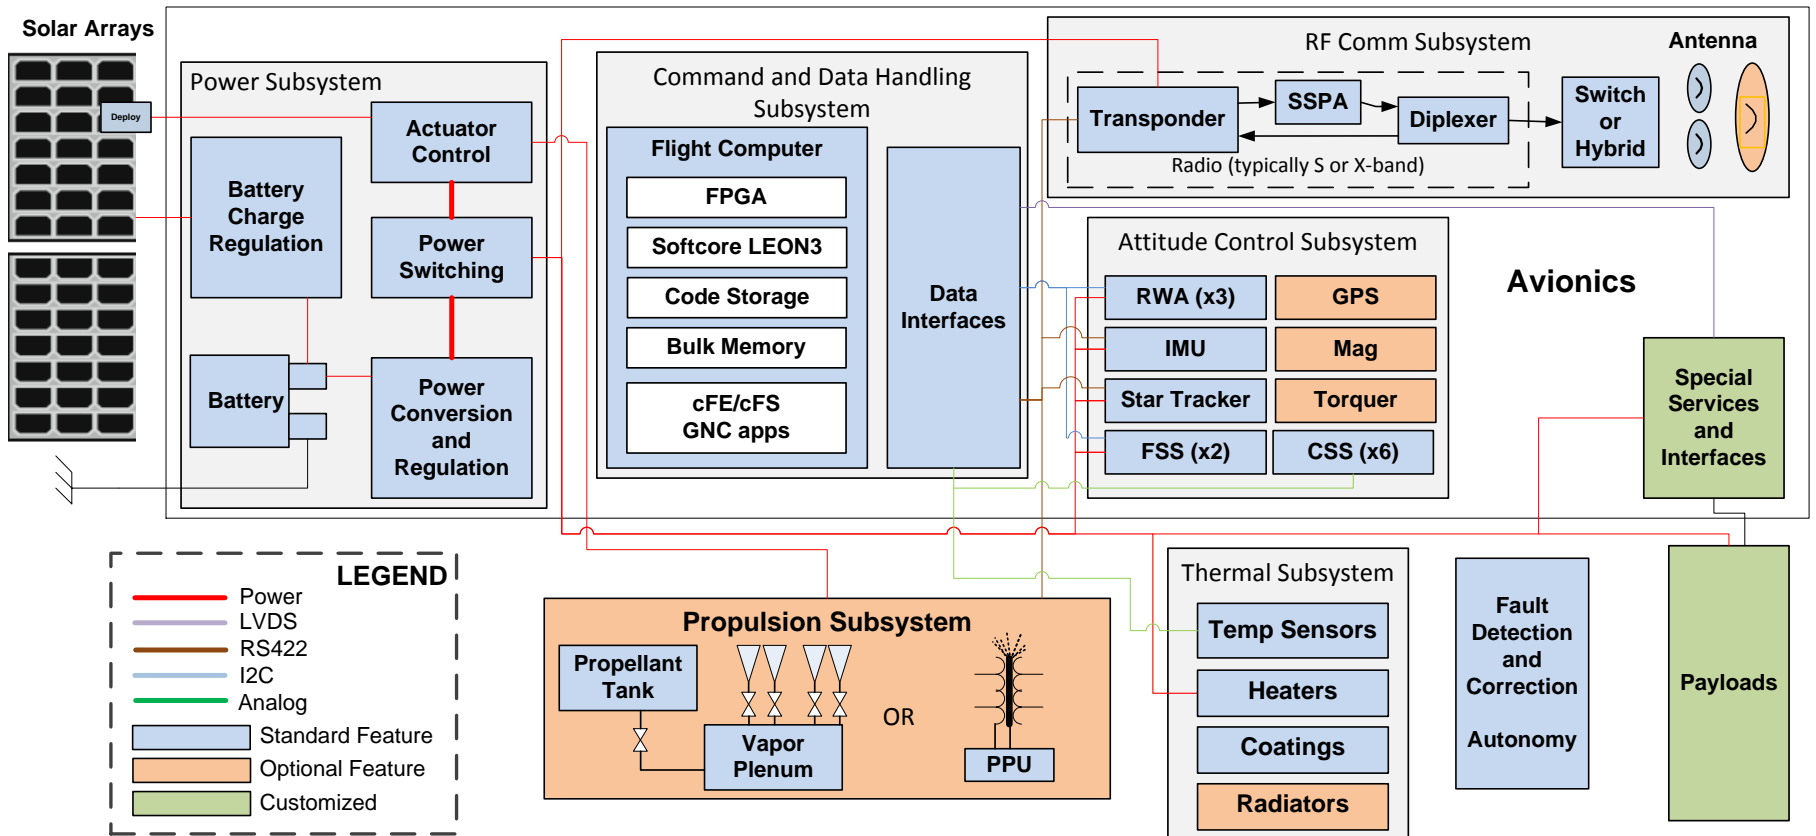 Solar Arrays
Deploy
Power Subsystem
Actuator
Control
Battery
Charge
Regulation
Power
Switching
Battery
Power
Conversion
and
Regulation
Command and Data Handling
Subsystem
Flight Computer
FPGA
Softcore LEON3
Code Storage
Bulk Memory
cFE/cFS
GNC apps
Data
Interfaces
RF Comm Subsystem
Antenna
Transponder
SSPA
Diplexer
Switch
or
Hybrid
Radio (typically S or X-band)
Attitude Control Subsystem
RWA (x3)
GPS
IMU
Mag
Star Tracker
Torquer
FSS (x2)
CSS (x6)
Avionics
Special
Services
and
Interfaces
LEGEND
Power
LVDS
RS422
I2C
Analog
Standard Feature
Optional Feature
Customized
Propulsion Subsystem
Propellant
Tank
Vapor
Plenum
OR
PPU
Thermal Subsystem
Temp Sensors
Heaters
Coatings
Radiators
Fault
Detection
and
Correction
Autonomy
Payloads